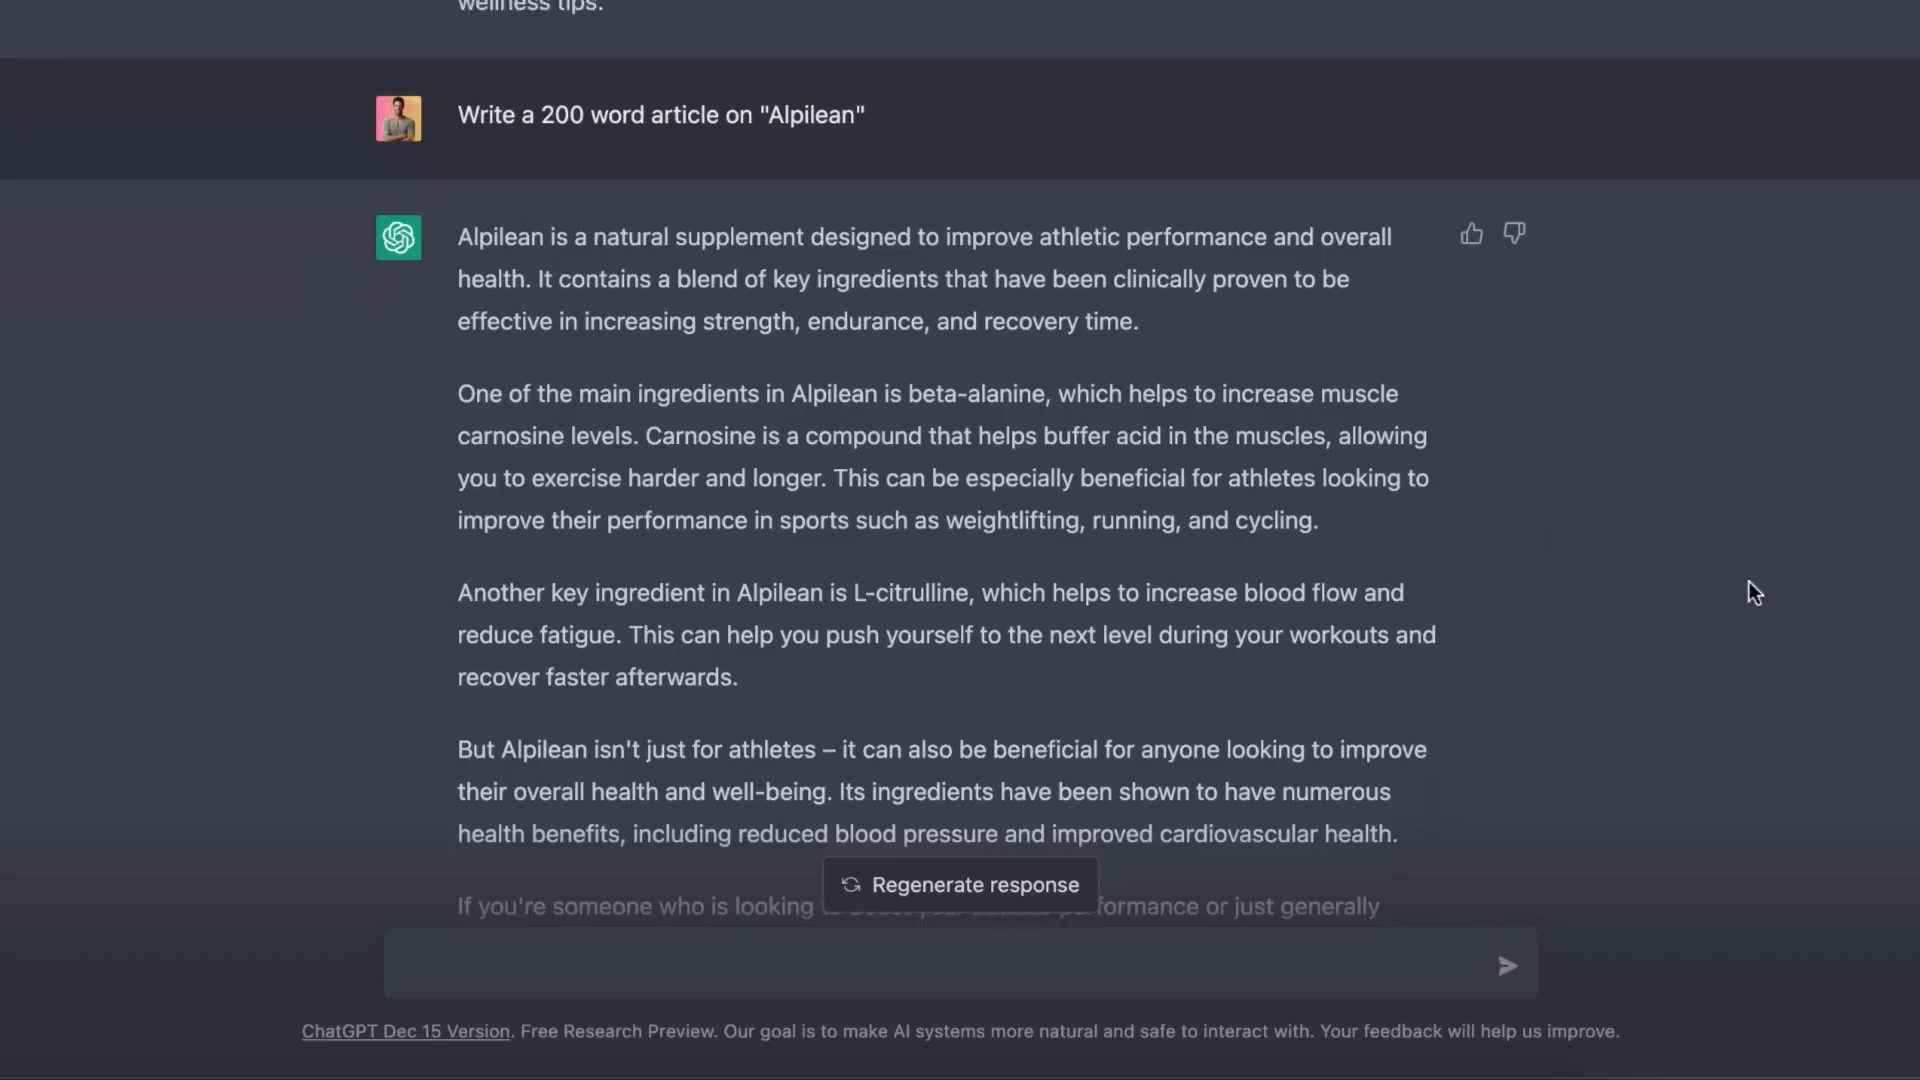 wellness tips.
Write a 200 word article on "Alpilean"
Alpilean is a natural supplement designed to improve athletic performance and overall
health. It contains a blend of key ingredients that have been clinically proven to be
effective in increasing strength, endurance, and recovery time.
One of the main ingredients in Alpilean is beta-alanine, which helps to increase muscle
carnosine levels. Carnosine is a compound that helps buffer acid in the muscles, allowing
you to exercise harder and longer. This can be especially beneficial for athletes looking to
improve their performance in sports such as weightlifting, running, and cycling.
Another key ingredient in Alpilean is L-citrulline, which helps to increase blood flow and
reduce fatigue. This can help you push yourself to the next level during your workouts and
recover faster afterwards.
But Alpilean isn't just for athletes – it can also be beneficial for anyone looking to improve
their overall health and well-being. Its ingredients have been shown to have numerous
health benefits, including reduced blood pressure and improved cardiovascular health.
Regenerate response
If you're someone who is looking performance or just generally
ChatGPT Dec 15 Version. Free Research Preview. Our goal is to make AI systems more natural and safe to interact with. Your feedback will help us improve.